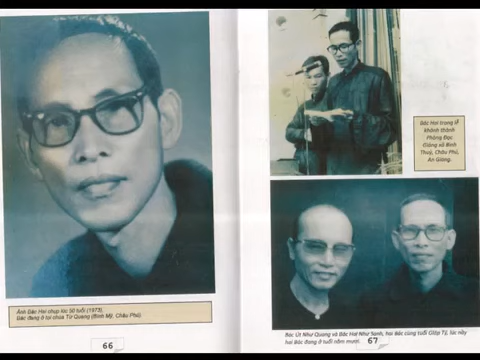 Ảnh Bác Hai chụp lúc 50 tuổi (1973).
Bác đang ở tại chùa Từ Quang (Bình Mỹ, Châu Phú)
66
Bác Hai trong lễ
khánh thành
Phòng Đọc
Giảng xã Bình
Thuỷ, Châu Phú,
An Giang.
Bác Út Như Quang và Bác Hai Như Sanh, hai Bác cùng tuổi Giáp Tý, lúc này
hai Bác đang ở tuổi năm mươi.
67